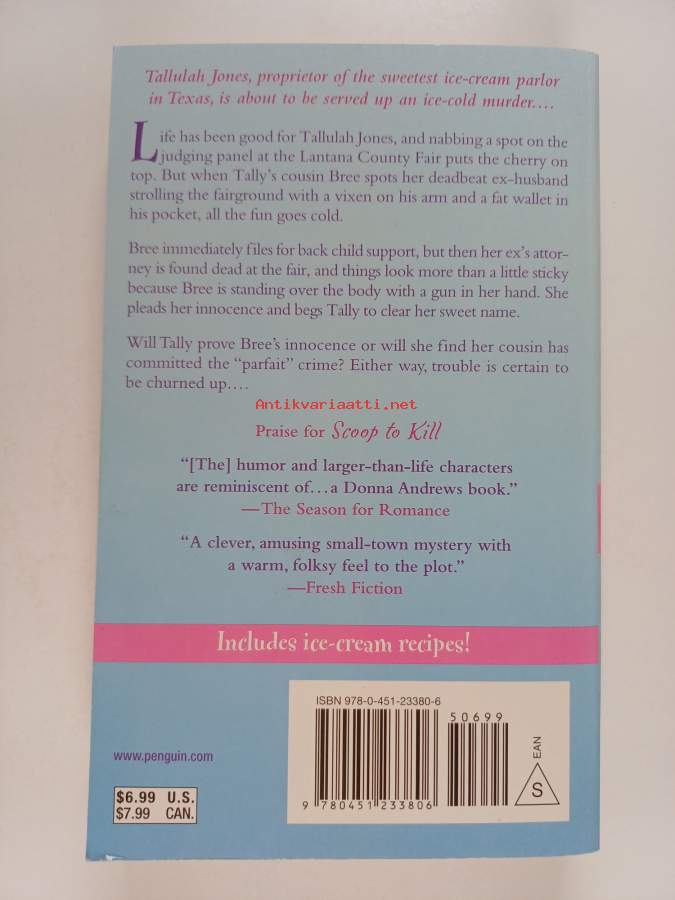 Tallulah Jones, proprietor of the sweetest ice-cream parlor
in Texas, is about to be served up an ice-cold murder....
Life has been good for Tallulah Jones, and nabbing a spot on the
judging panel at the Lantana County Fair puts the cherry on
top. But when Tally's cousin Bree spots her deadbeat ex-husband
strolling the fairground with a vixen on his arm and a fat wallet in
his pocket, all the fun goes cold.
Bree immediately files for back child support, but then her ex's attor-
ney is found dead at the fair, and things look more than a little sticky
because Bree is standing over the body with a gun in her hand. She
pleads her innocence and begs Tally to clear her sweet name.
Will Tally prove Bree's innocence or will she find her cousin has
committed the "parfait" crime? Either way, trouble is certain to
be churned up....
Antikvariaatti.net
Praise for Scoop to Kill
"[The] humor and larger-than-life characters
are reminiscent of...a Donna Andrews book."
—The Season for Romance
"A clever, amusing small-town mystery with
a warm, folksy feel to the plot."
—Fresh Fiction
Includes ice-cream recipes!
ISBN 978-0-451-23380-6
50699
EAN
S
9 780451 233806
www.penguin.com
$6.99 U.S.
$7.99 CAN.